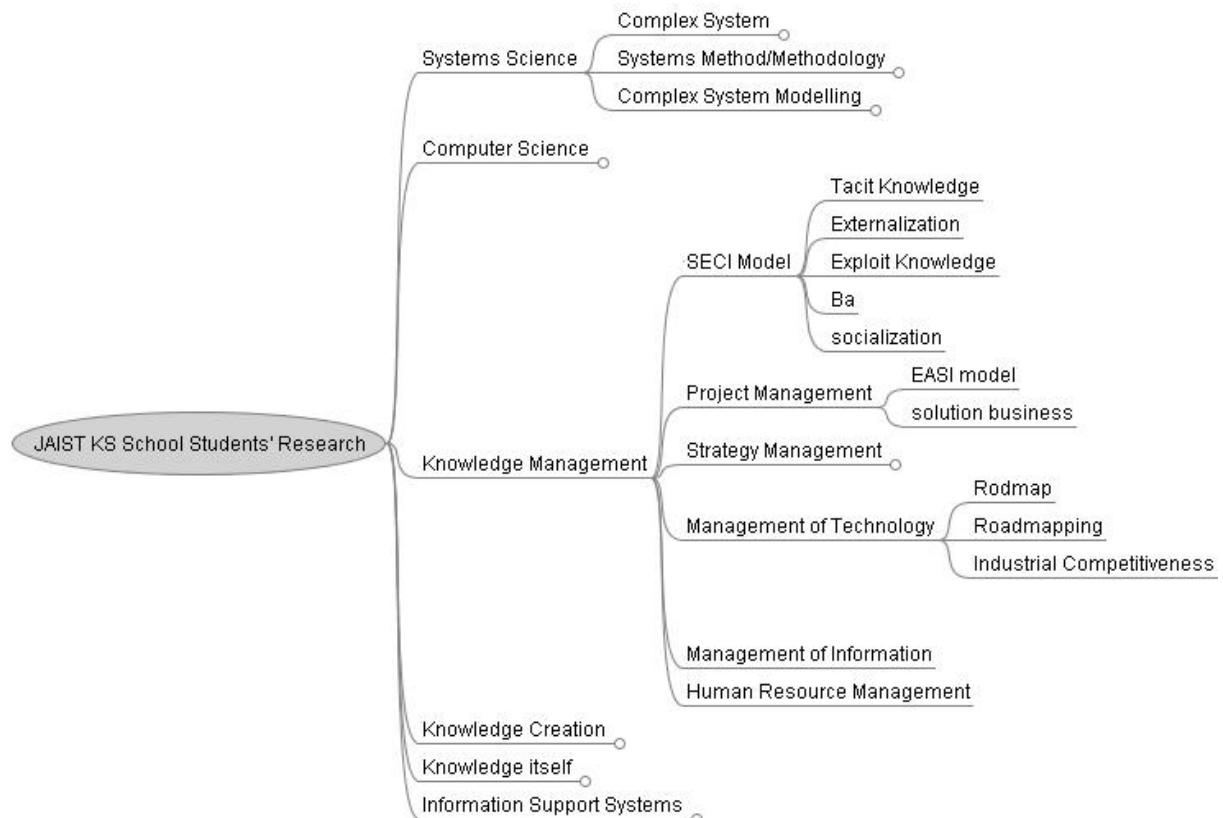 Complex System
Systems Science
Systems Method/Methodology
Complex System Modelling
Computer Science
Tacit Knowledge
Externalization
SECI Model
Exploit Knowledge
Ba
socialization
EASI model
Project Management
solution business
JAIST KS School Students' Research
Knowledge Management
Strategy Management
Rodmap
Management of Technology
Roadmapping
Industrial Competitiveness
Management of Information
Human Resource Management
Knowledge Creation
Knowledge itself
Information Support Systems